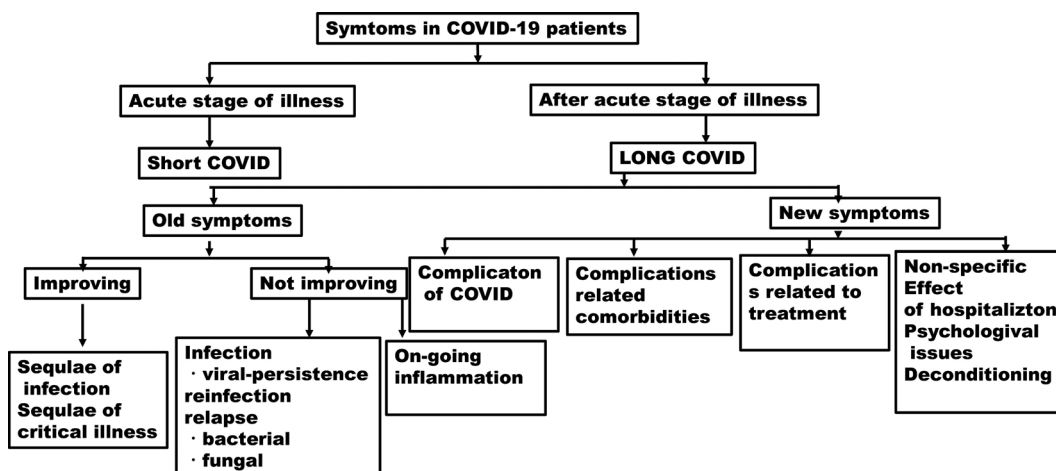 Symtoms in COVID-19 patients
Acute stage of illness
After acute stage of illness
Short COVID
LONG COVID
Old symptoms
New symptoms
Improving
Not improving
Complicaton
of COVID
Complications
related
comorbidities
Complication
s related to
treatment
Non-specific
Effect
of hospitalizton
Psychologival
issues
Deconditioning
Sequlae of
infection
Sequlae of
critical illness
Infection
· viral-persistence
reinfection
relapse
· bacterial
· fungal
On-going
inflammation